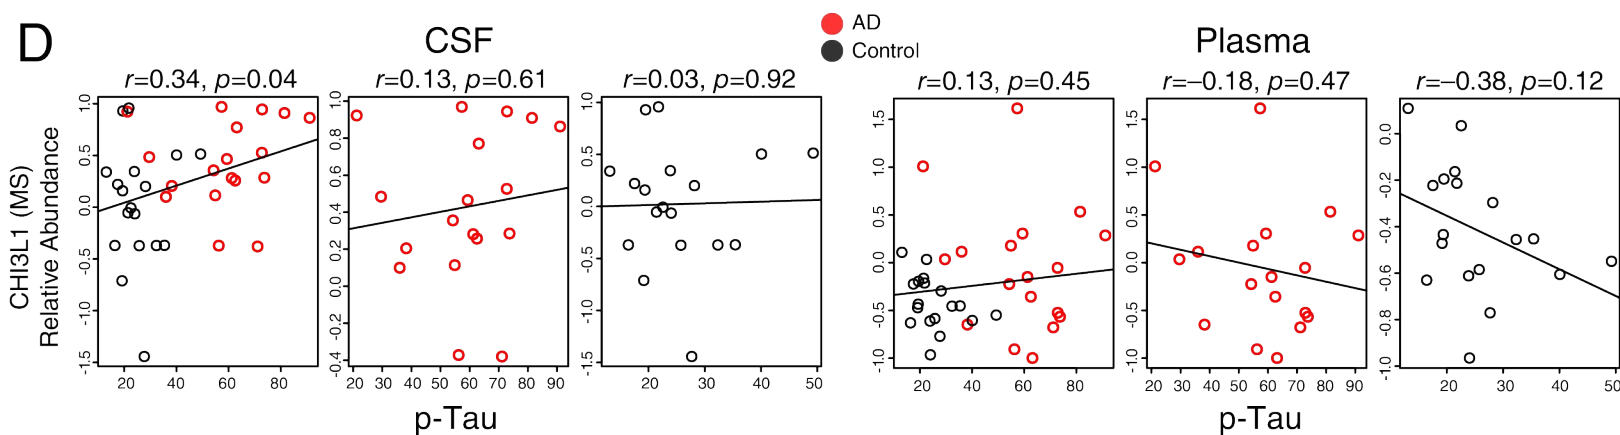 D
AD
Control
CSF
Plasma
r=0.34, p=0.04
r=0.13, p=0.61
r=0.03, p=0.92
r=0.13, p=0.45
r=−0.18, p=0.47
r=−0.38, p=0.12
CHI3L1 (MS)
Relative Abundance
1.0
0.5
0.0
-0.5
-1.0
-1.5
20 40 60 80
1.0
0.8
0.6
0.4
0.2
0.0
-0.2
-0.4
20 30 40 50 60 70 80 90
1.0
0.5
0.0
-0.5
-1.0
-1.5
20 30 40 50
1.5
1.0
0.5
0.0
-0.5
-1.0
20 40 60 80
1.5
1.0
0.5
0.0
-0.5
-1.0
20 30 40 50 60 70 80 90
0.0
-0.2
-0.4
-0.6
-0.8
-1.0
20 30 40 50
p-Tau
p-Tau